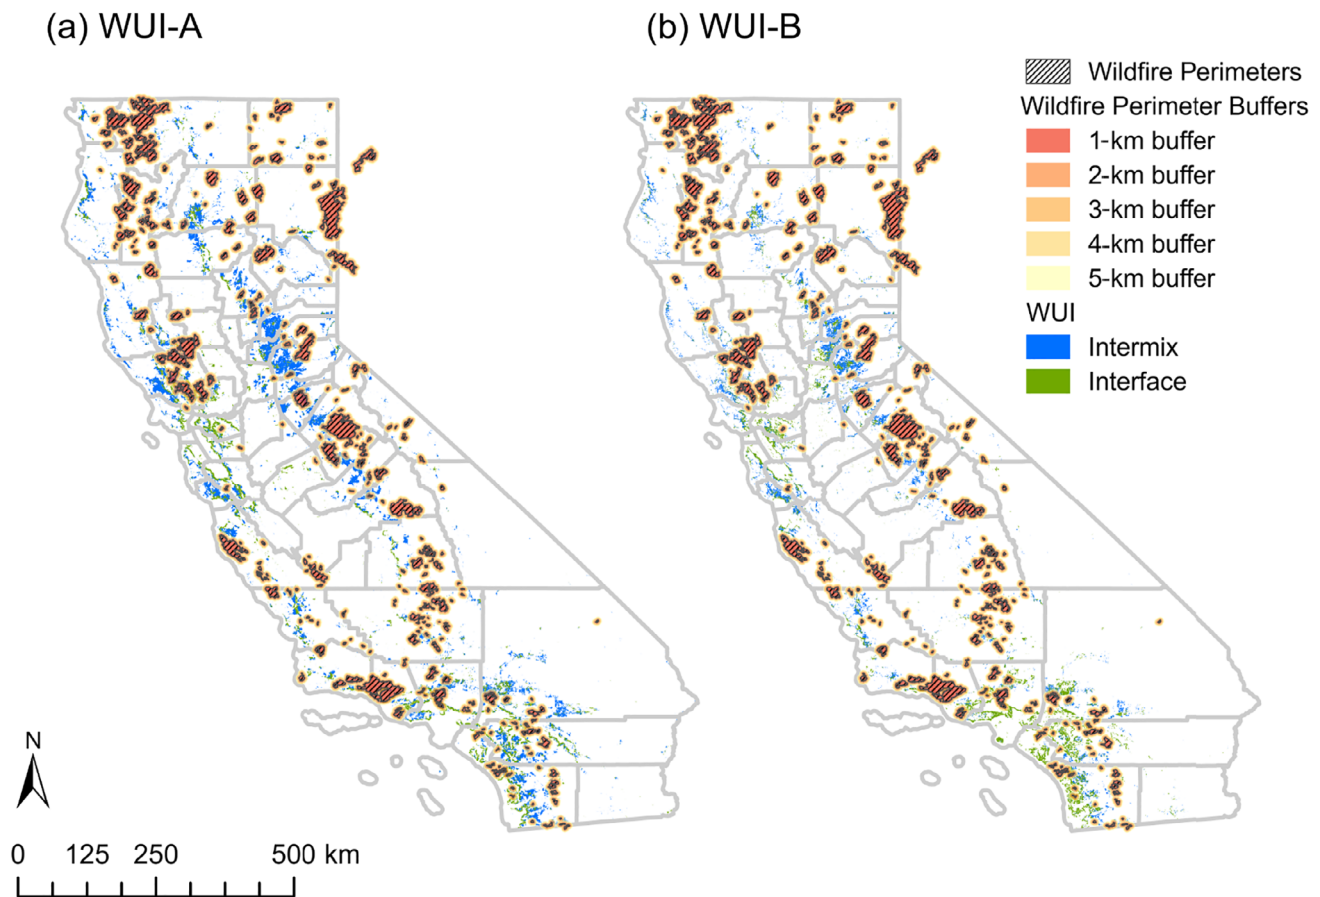 (a) WUI-A
(b) WUI-B
Wildfire Perimeters
Wildfire Perimeter Buffers
1-km buffer
2-km buffer
3-km buffer
4-km buffer
5-km buffer
WUI
Intermix
Interface
N
0 125 250 500 km